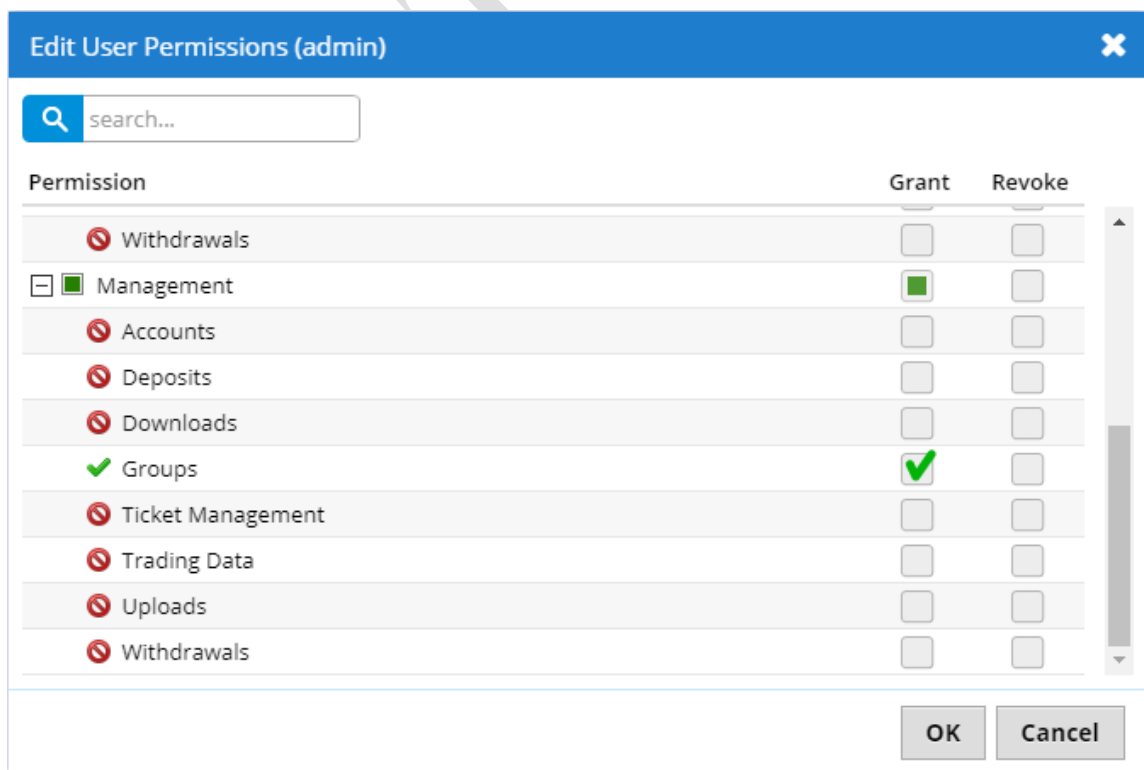 Edit User Permissions (admin)
search...
Permission Grant Revoke
Withdrawals
Management
Accounts
Deposits
Downloads
Groups
Ticket Management
Trading Data
Uploads
Withdrawals
OK Cancel